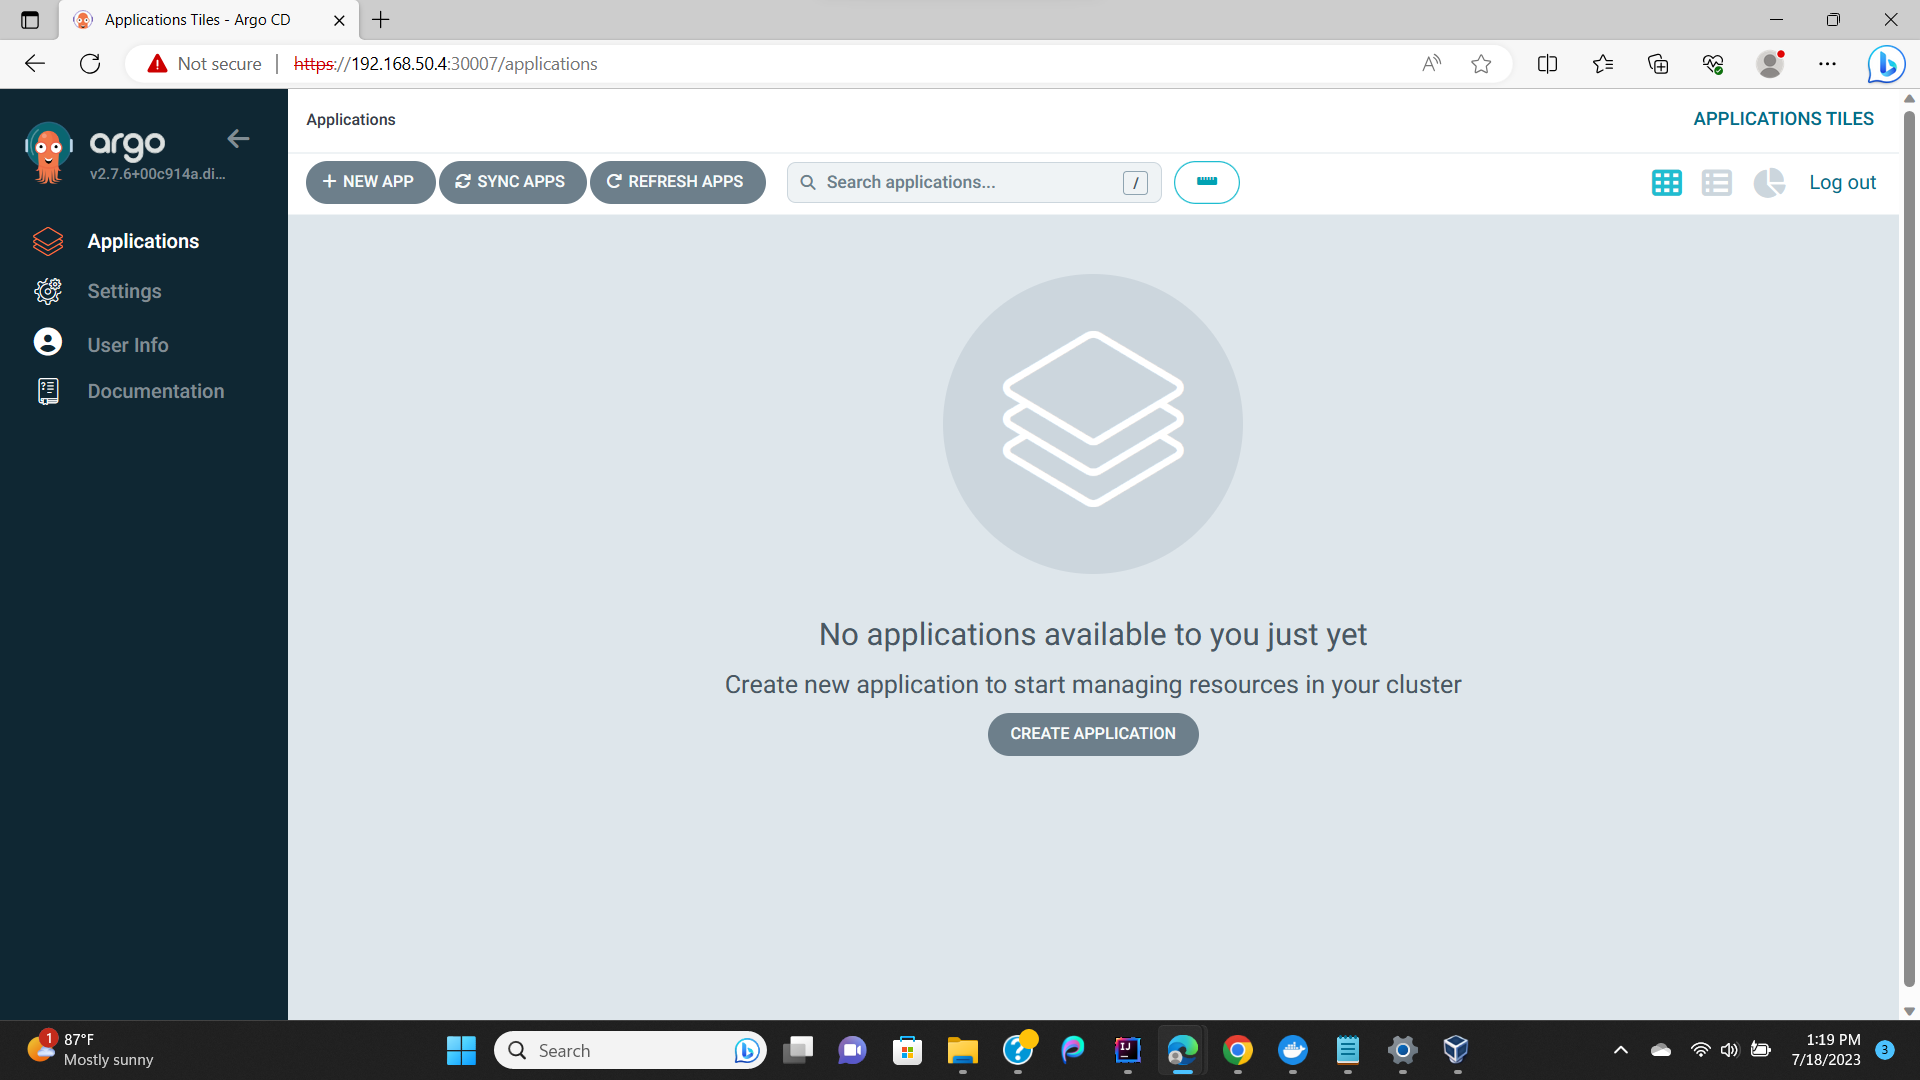 Applications Tiles - Argo CD
Not secure
https://192.168.50.4:30007/applications
argo
v2.7.6+00c914a.di...
Applications
Settings
User Info
Documentation
Applications
APPLICATIONS TILES
+ NEW APP
SYNC APPS
REFRESH APPS
Search applications...
/
Log out
No applications available to you just yet
Create new application to start managing resources in your cluster
CREATE APPLICATION
1
87°F
Mostly sunny
Search
IJ
1:19 PM
7/18/2023
3